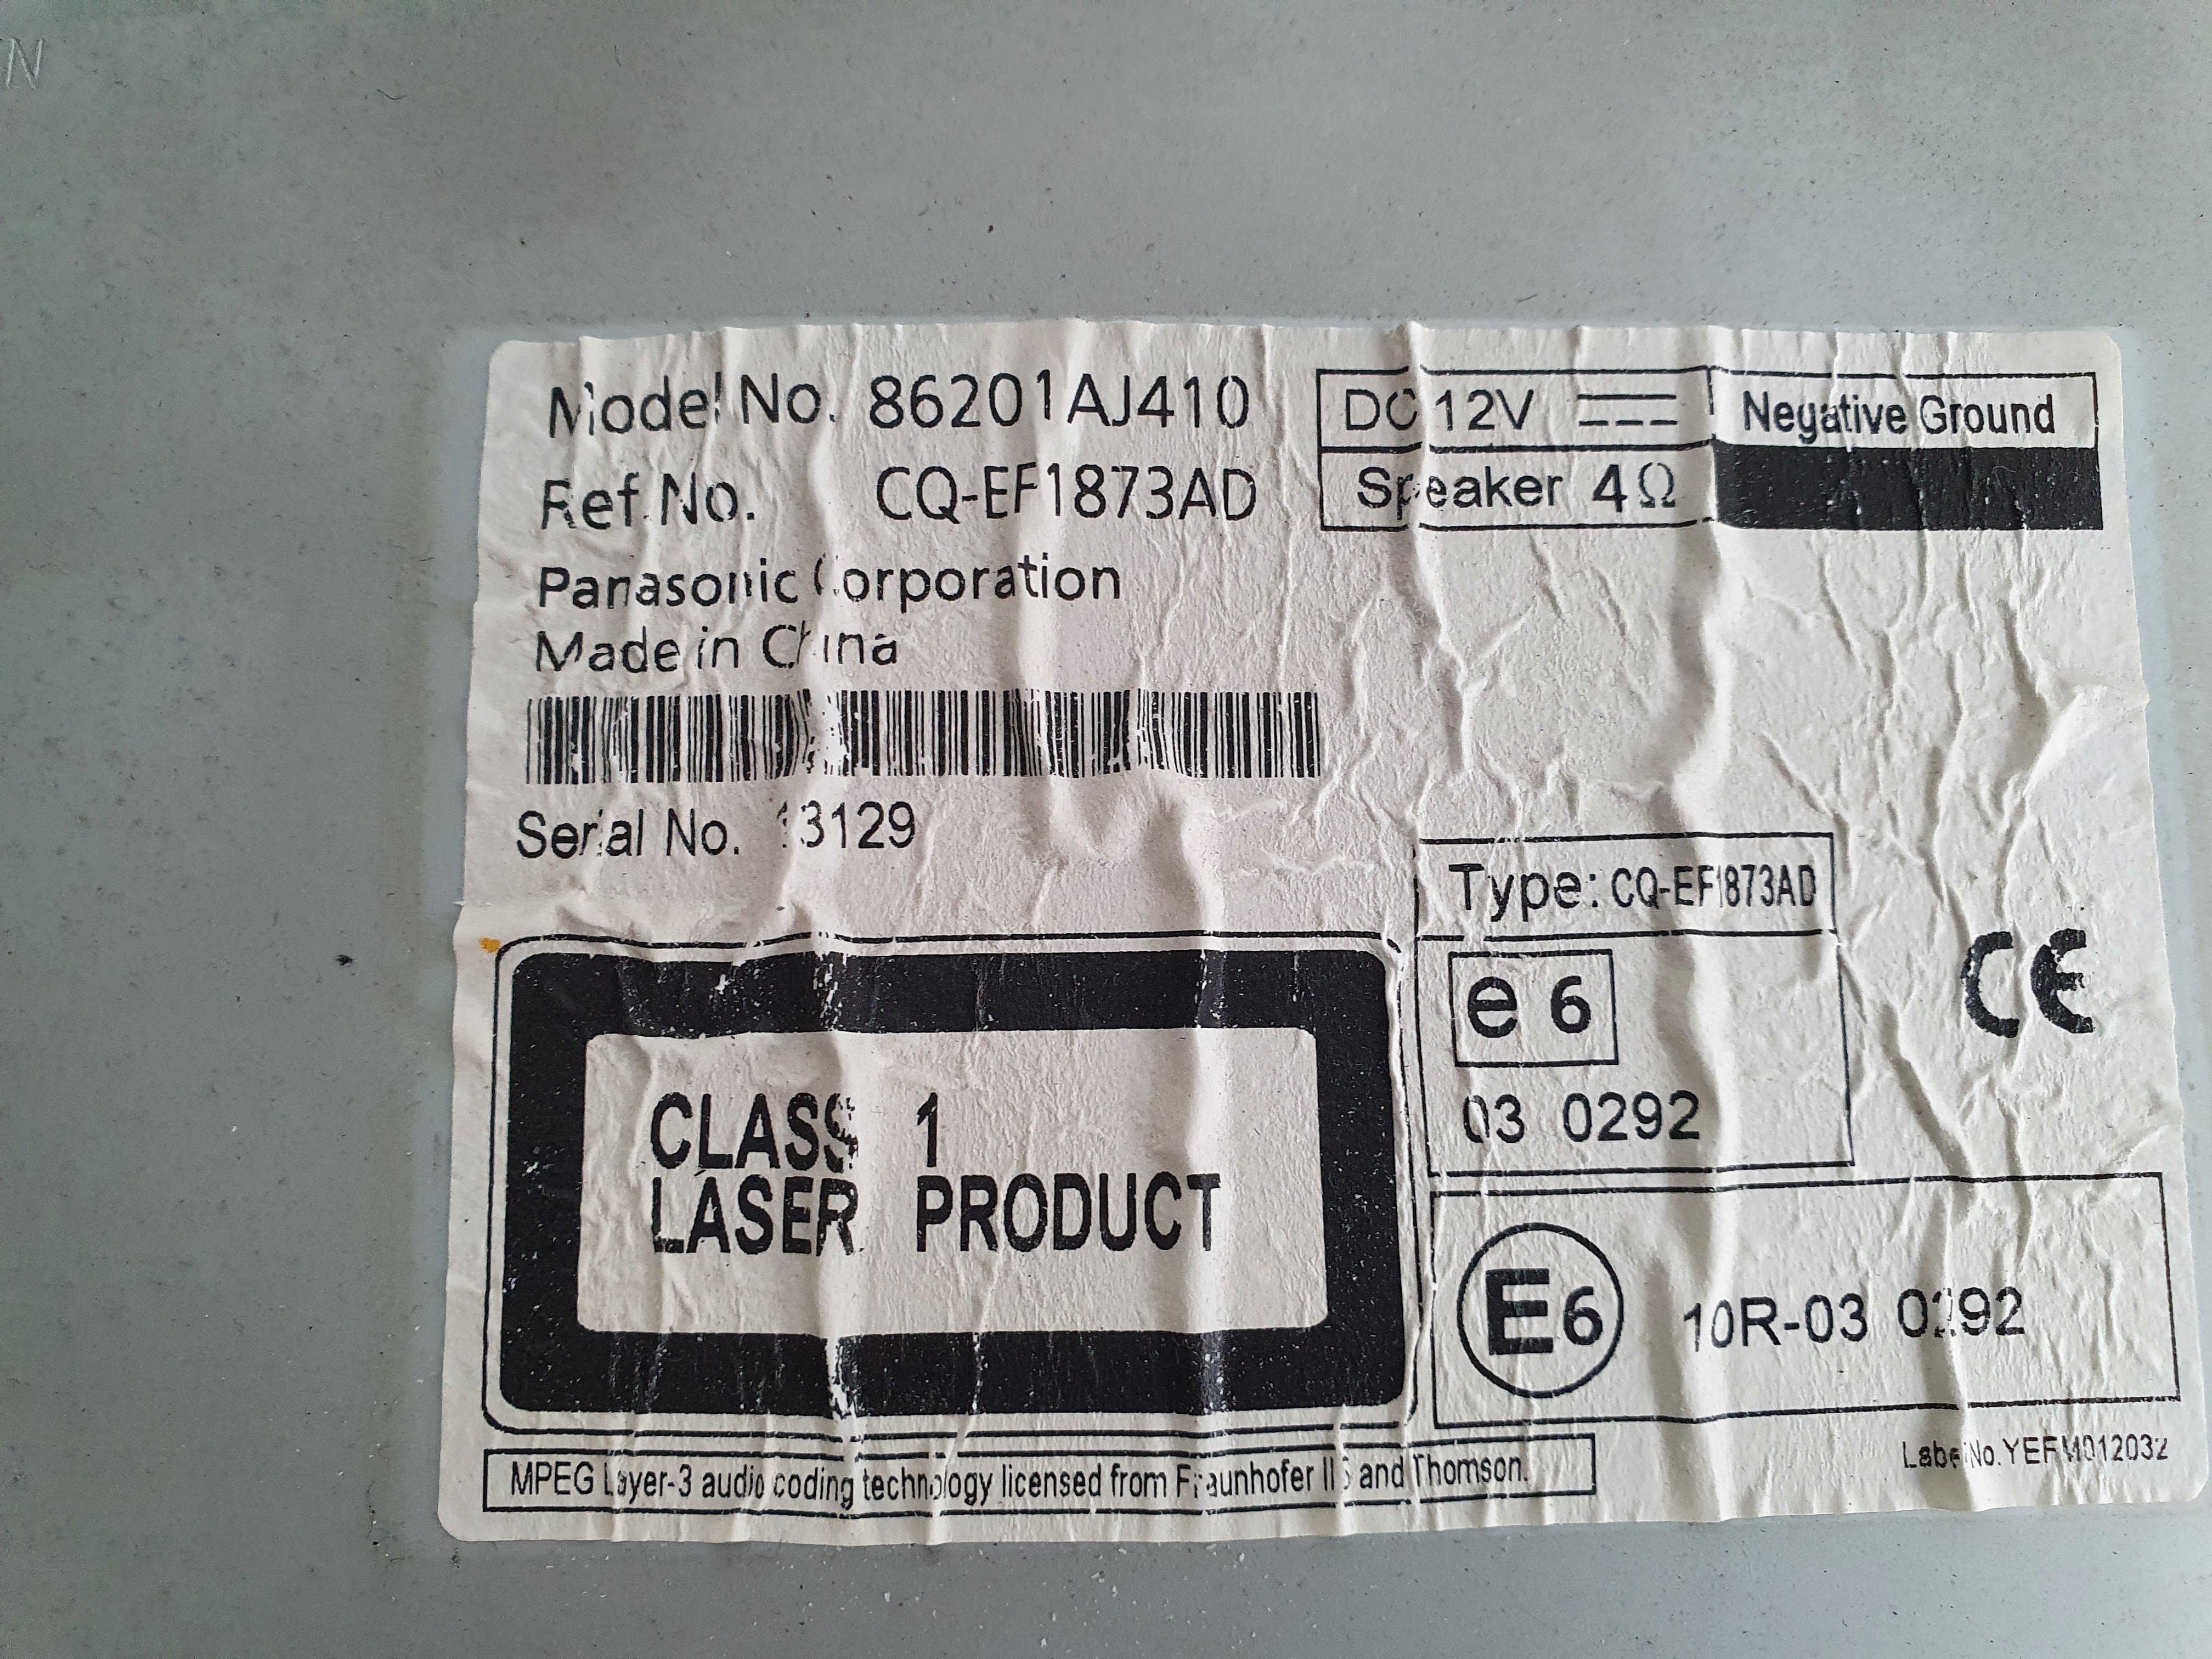 N
Model No. 86201AJ410
Ref.No. CQ-EF1873AD
Panasonic Corporation
Made in China
DC 12V
Negative Ground
Speaker 4Ω
Serial No. 13129
Type: CQ-EF1873AD
e 6
03 0292
CE
CLASS 1
LASER PRODUCT
E6
10R-03 0292
MPEG Layer-3 audio coding technology licensed from Fraunhofer IIS and Thomson.
Label No. YEFM012032